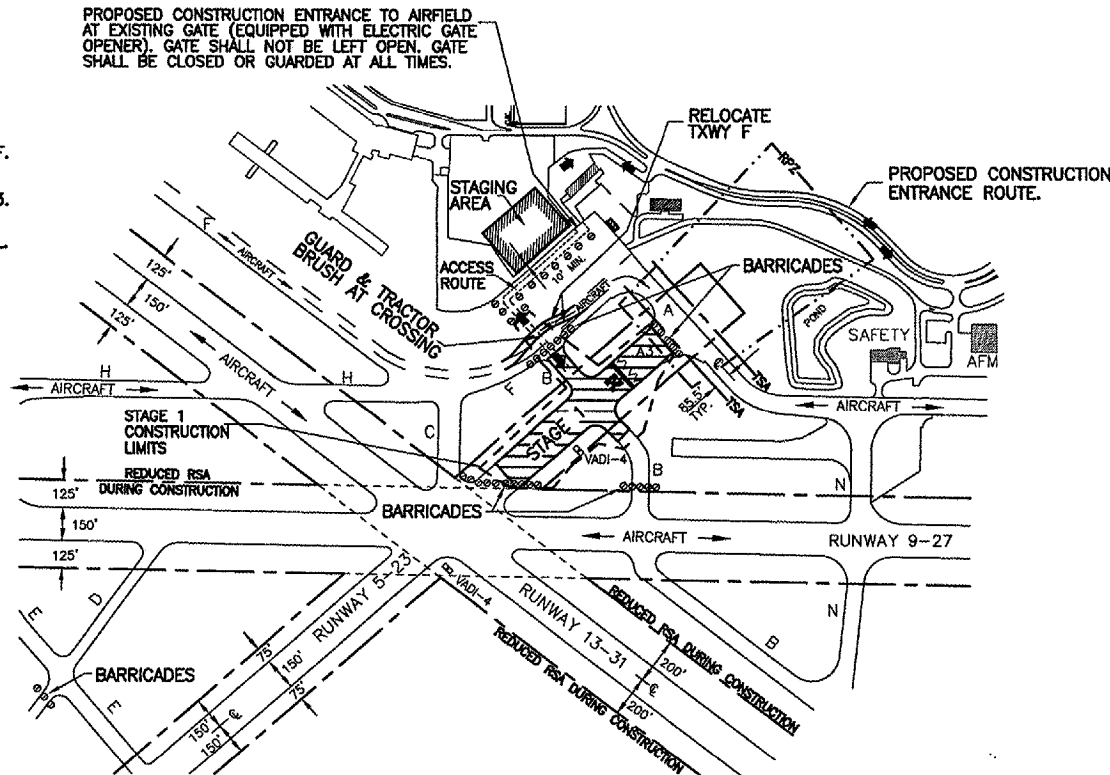 PROPOSED CONSTRUCTION ENTRANCE TO AIRFIELD
AT EXISTING GATE (EQUIPPED WITH ELECTRIC GATE
OPENER). GATE SHALL NOT BE LEFT OPEN. GATE
SHALL BE CLOSED OR GUARDED AT ALL TIMES.
RELOCATE
TXWY F
F.
3.
RPZ
PROPOSED CONSTRUCTION
ENTRANCE ROUTE.
STAGING
AREA
GUARD & TRACTOR
BRUSH AT CROSSING
ACCESS
ROUTE
10' MIN.
BARRICADES
F
AIRCRAFT
AIRCRAFT
A
A3
POND
SAFETY
AFM
125'
150'
125'
AIRCRAFT
H
H
AIRCRAFT
F
B
C
85.5'
TYP.
TSA
TSA
℄
AIRCRAFT
STAGE 1
CONSTRUCTION
LIMITS
STAGE 1
VADI-4
B
N
REDUCED RSA
DURING CONSTRUCTION
125'
150'
125'
BARRICADES
AIRCRAFT
RUNWAY 9-27
VADI-4
RUNWAY 5-23
RUNWAY 13-31
REDUCED RSA DURING CONSTRUCTION
REDUCED RSA DURING CONSTRUCTION
N
B
D
E
E
BARRICADES
75'
150'
75'
150'
℄
150'
200'
℄
200'